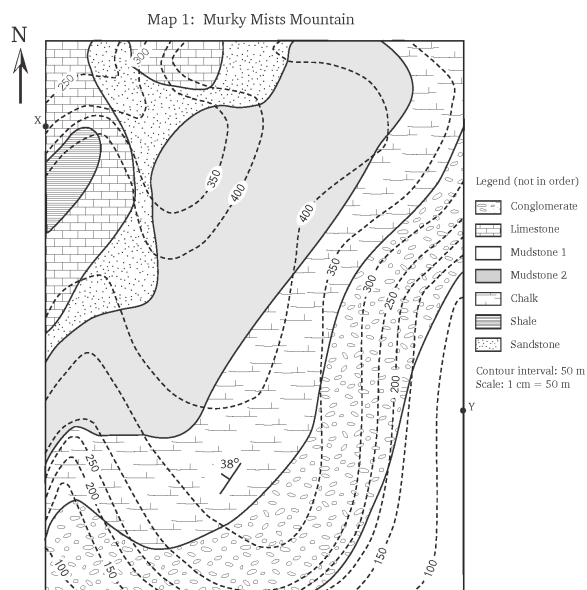 Map 1: Murky Mists Mountain
N
250
300
X
350
400
400
350
300
250
200
Y
38°
250
200
100
150
150
100
Legend (not in order)
Conglomerate
Limestone
Mudstone 1
Mudstone 2
Chalk
Shale
Sandstone
Contour interval: 50 m
Scale: 1 cm = 50 m